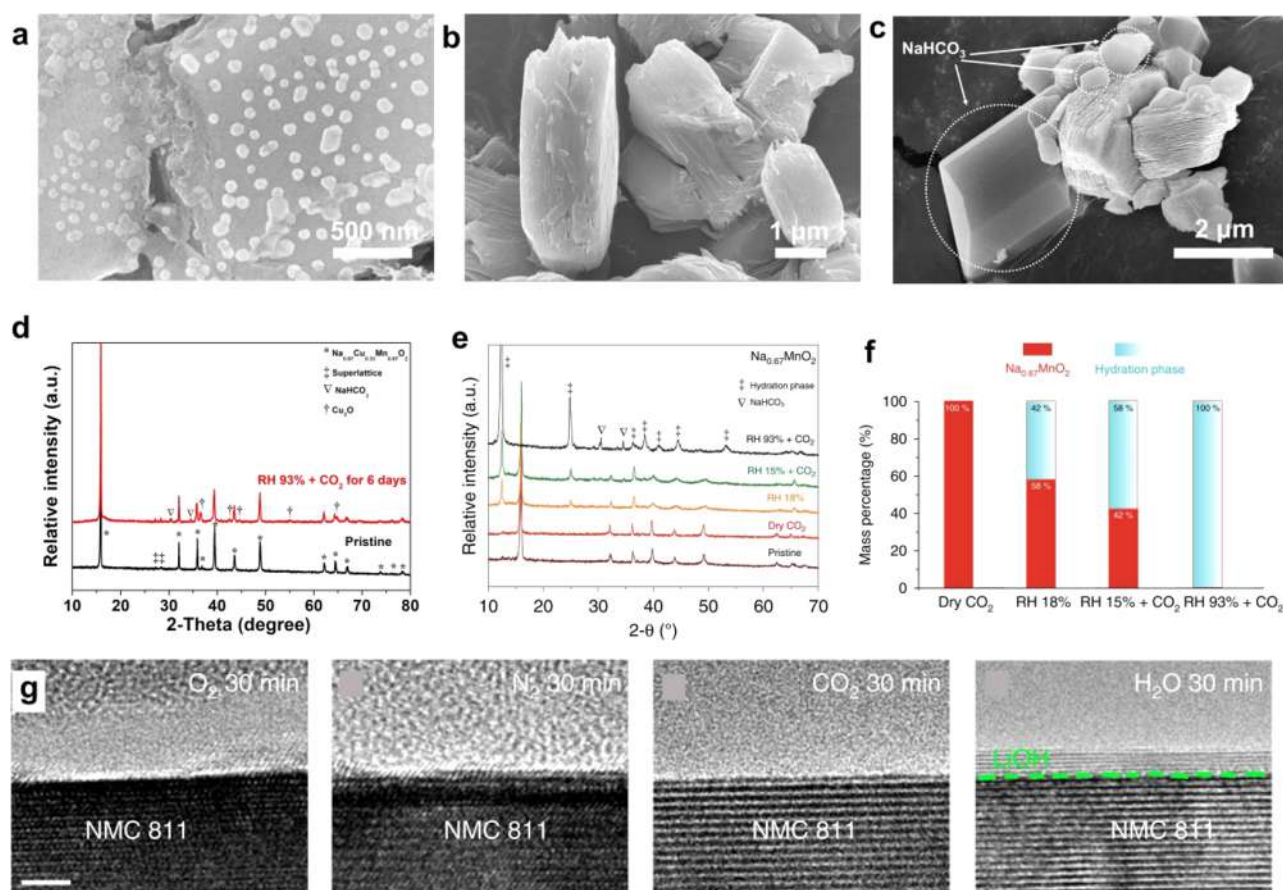 a
500 nm
b
1 µm
c
NaHCO₃
2 µm
d
Relative intensity (a.u.)
* Na₀.₆₇Cu₀.₃₃Mn₀.₆₇O₂
‡ Superlattice
∇ NaHCO₃
† Cu₂O
RH 93% + CO₂ for 6 days
Pristine
10 20 30 40 50 60 70 80
2-Theta (degree)
e
Relative intensity (a.u.)
Na₀.₆₇MnO₂
‡ Hydration phase
∇ NaHCO₃
RH 93% + CO₂
RH 15% + CO₂
RH 18%
Dry CO₂
Pristine
10 20 30 40 50 60 70
2-θ (°)
f
Na₀.₆₇MnO₂
Hydration phase
Mass percentage (%)
100
80
60
40
20
0
100 %
42 %
58 %
58 %
42 %
100 %
Dry CO₂ RH 18% RH 15% + CO₂ RH 93% + CO₂
g
O₂ 30 min
NMC 811
N₂ 30 min
NMC 811
CO₂ 30 min
NMC 811
H₂O 30 min
LiOH
NMC 811